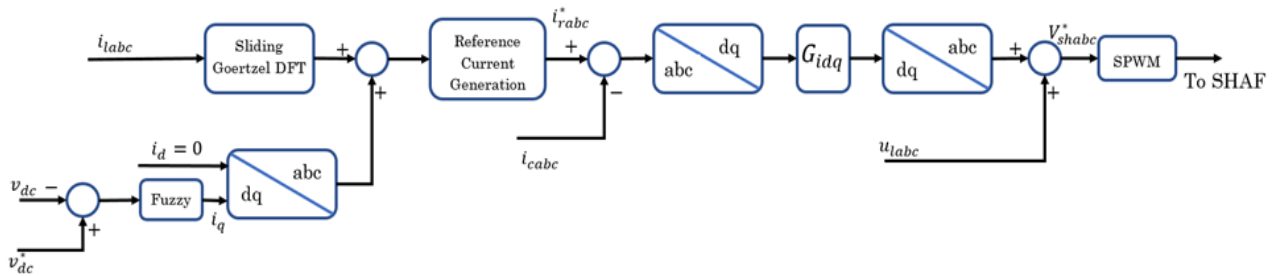 i_labc
Sliding
Goertzel DFT
+
+
Reference
Current
Generation
i*_rabc
+
−
i_cabc
dq
abc
G_idq
abc
dq
+
+
V*_shabc
SPWM
To SHAF
u_labc
i_d = 0
abc
dq
v_dc −
Fuzzy
i_q
+
v*_dc